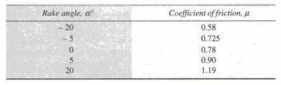 Rake angle, α° Coefficient of friction, μ
– 20 0.58
– 5 0.725
0 0.78
5 0.90
20 1.19